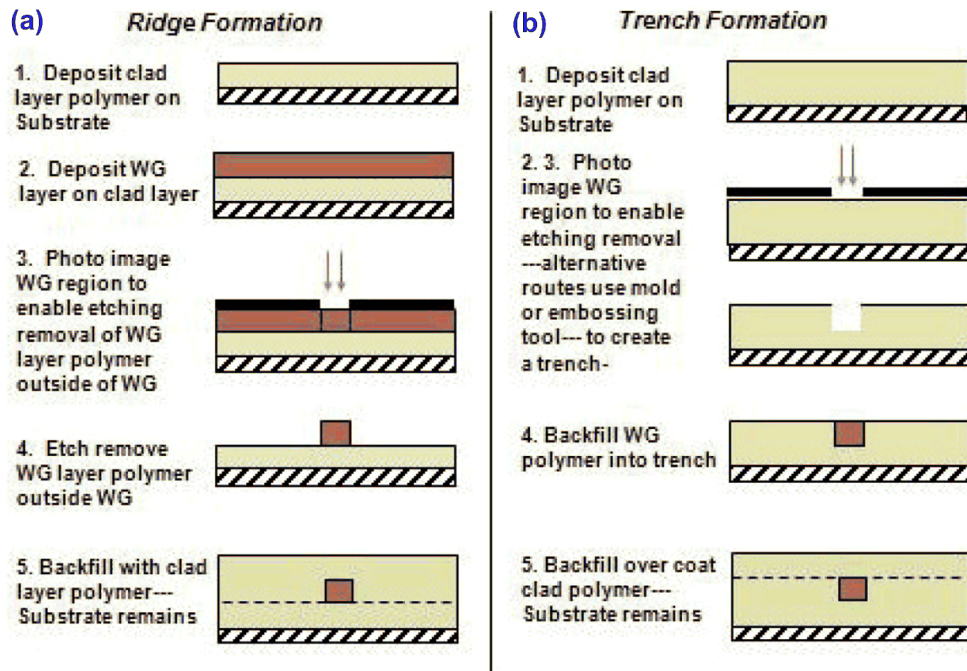 (a) Ridge Formation
1. Deposit clad
layer polymer on
Substrate
2. Deposit WG
layer on clad layer
3. Photo image
WG region to
enable etching
removal of WG
layer polymer
outside of WG
4. Etch remove
WG layer polymer
outside WG
5. Backfill with clad
layer polymer---
Substrate remains
(b) Trench Formation
1. Deposit clad
layer polymer on
Substrate
2. 3. Photo
image WG
region to enable
etching removal
---alternative
routes use mold
or embossing
tool--- to create
a trench-
4. Backfill WG
polymer into trench
5. Backfill over coat
clad polymer---
Substrate remains